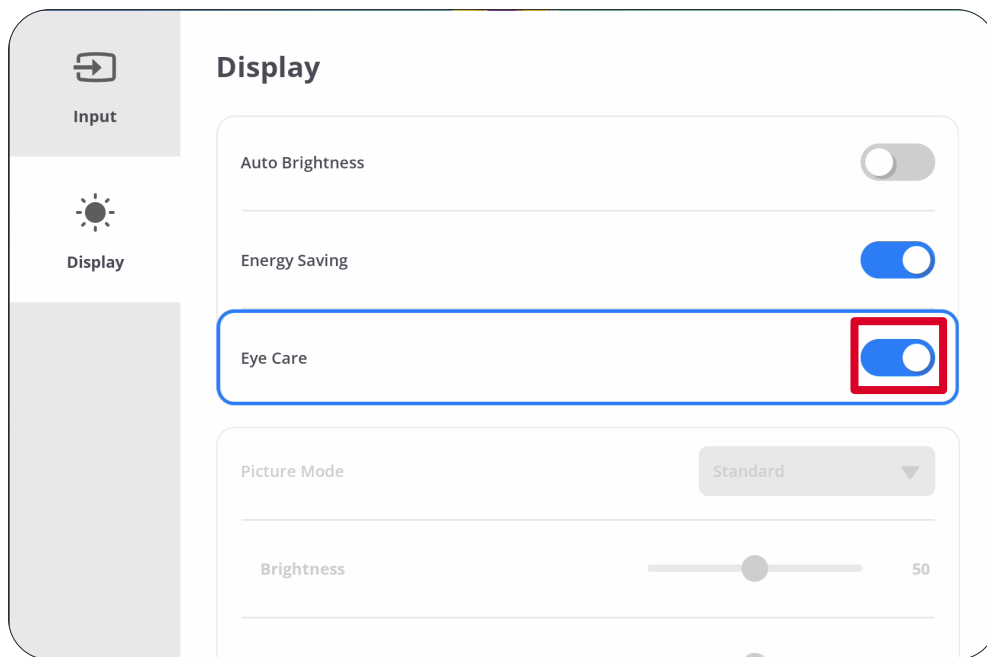 Input
Display
Display
Auto Brightness
Energy Saving
Eye Care
Picture Mode
Standard
Brightness
50